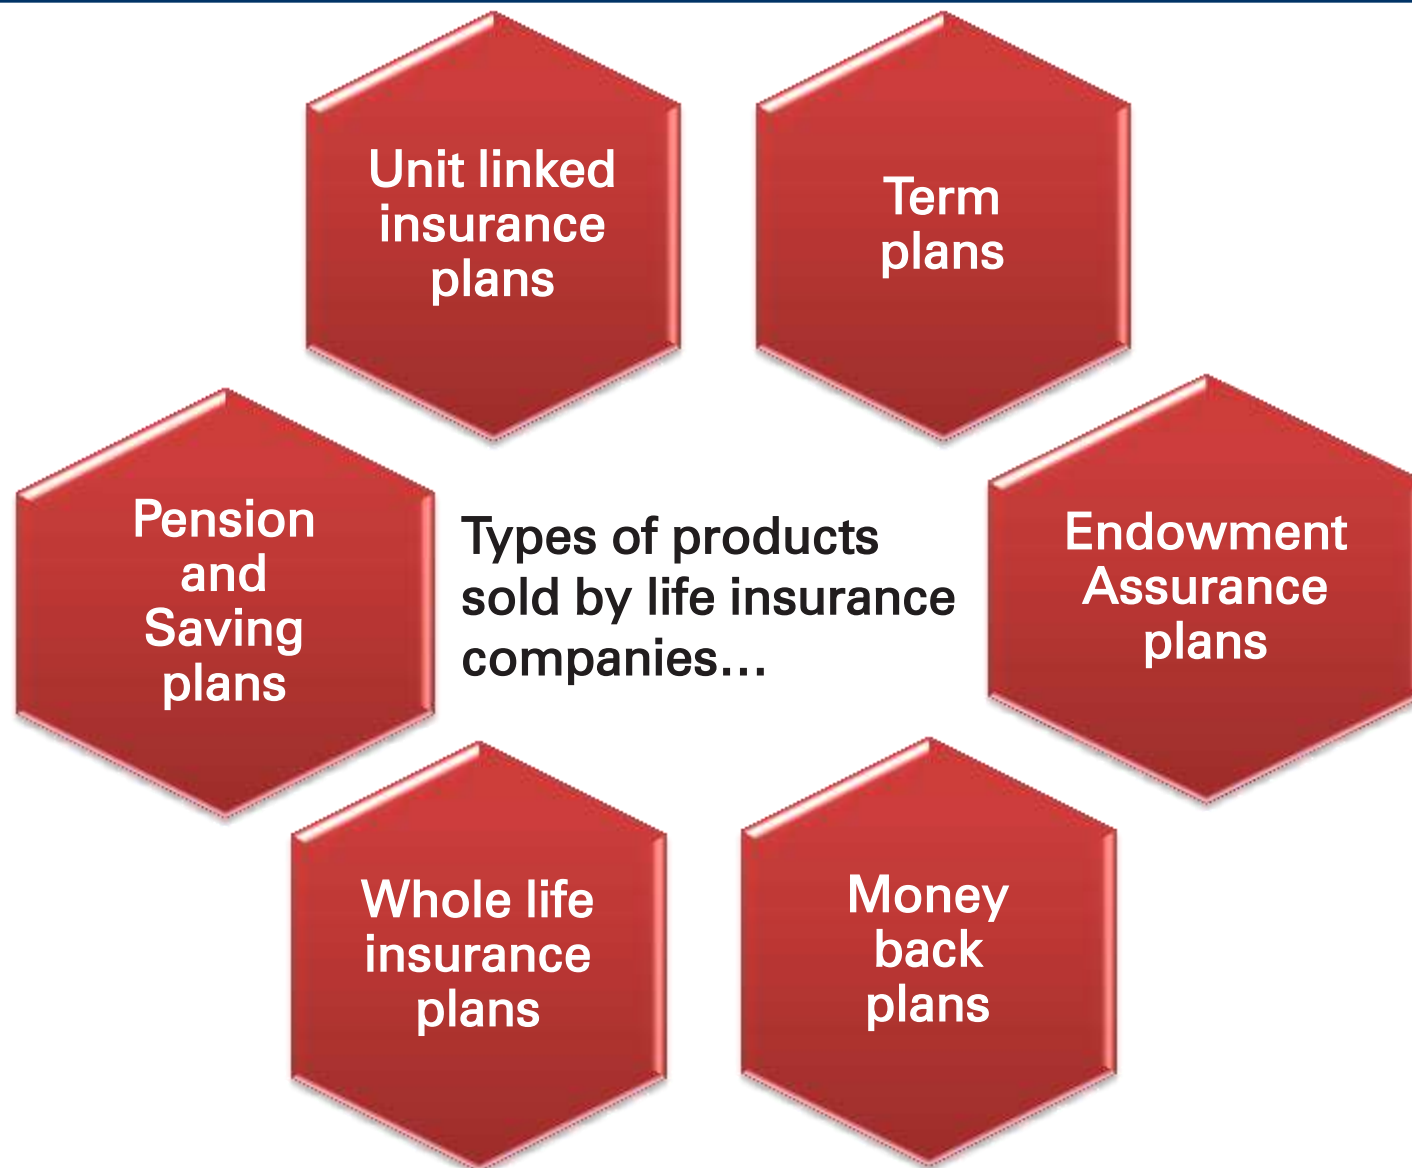 Unit linked
insurance
plans
Term
plans
Pension
and
Saving
plans
Types of products
sold by life insurance
companies...
Endowment
Assurance
plans
Whole life
insurance
plans
Money
back
plans